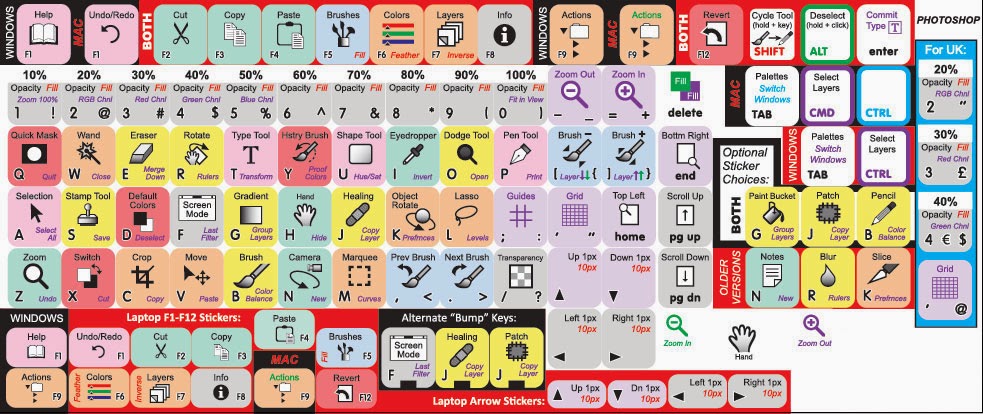 WINDOWS
Help
F1
MAC
Undo/Redo
F1
BOTH
Cut
F2
Copy
F3
Paste
F4
Brushes
F5 Fill
Colors
F6 Feather
Layers
F7 Inverse
Info
F8
WINDOWS
Actions
F9
MAC
Actions
F9
BOTH
Revert
F12
Cycle Tool
(hold + key)
SHIFT
Deselect
(hold + click)
ALT
Commit
Type T
enter
PHOTOSHOP
10% 20% 30% 40% 50% 60% 70% 80% 90% 100%
Opacity Fill
Zoom 100%
1 !
Opacity Fill
RGB Chnl
2 @
Opacity Fill
Red Chnl
3 #
Opacity Fill
Green Chnl
4 $
Opacity Fill
Blue Chnl
5 %
Opacity Fill
6 ^
Opacity Fill
7 &
Opacity Fill
8 *
Opacity Fill
9 (
Opacity Fill
Fit in View
0 )
Zoom Out
- _
Zoom In
= +
Fill
Fill
delete
MAC
Palettes
Switch
Windows
TAB
Select
Layers
CMD
CTRL
For UK:
20%
Opacity Fill
RGB Chnl
2 "
Quick Mask
Q Quit
Wand
W Close
Eraser
E Merge
Down
Rotate
R Rulers
Type Tool
T
T Transform
Hstry Brush
Y Proof
Colors
Shape Tool
U Hue/Sat
Eyedropper
I Invert
Dodge Tool
O Open
Pen Tool
P Print
Brush -
[ Layer {
Brush +
] Layer }
Bottm Right
end
WINDOWS
Palettes
Switch
Windows
TAB
Select
Layers
CTRL
30%
Opacity Fill
Red Chnl
3 £
Optional
Sticker
Choices:
Selection
A Select
All
Stamp Tool
S Save
Default
Colors
D Deselect
Screen
Mode
F Last
Filter
Gradient
G Group
Layers
Hand
H Hide
Healing
J Copy
Layer
Object
Rotate
K Prefrnces
Lasso
L Levels
Guides
; :
Grid
' "
Top Left
home
Scroll Up
pg up
BOTH
Paint Bucket
G Group
Layers
Patch
J Copy
Layer
Pencil
B Color
Balance
40%
Opacity Fill
Green Chnl
4 € $
Zoom
Z Undo
Switch
X Cut
Crop
C Copy
Move
V Paste
Brush
B Color
Balance
Camera
N New
Marquee
M Curves
Prev Brush
, <
Next Brush
. >
Transparency
/ ?
Up 1px
10px
Down 1px
10px
Scroll Down
pg dn
OLDER
VERSIONS
Notes
N New
Blur
R Rulers
Slice
K Prefrnces
Grid
' @
WINDOWS
Laptop F1-F12 Stickers:
Help
F1
Undo/Redo
F1
Cut
F2
Copy
F3
Paste
F4
MAC
Brushes
Fill F5
Alternate "Bump" Keys:
Screen
Mode
F Last
Filter
Healing
J Copy
Layer
Patch
J Copy
Layer
Left 1px
10px
Right 1px
10px
Zoom In
Hand
Zoom Out
Actions
F9
Feather
Colors
F6
Inverse
Layers
F7
Info
F8
Actions
F9
Revert
F12
Laptop Arrow Stickers:
Up 1px
10px
Dn 1px
10px
Left 1px
10px
Right 1px
10px